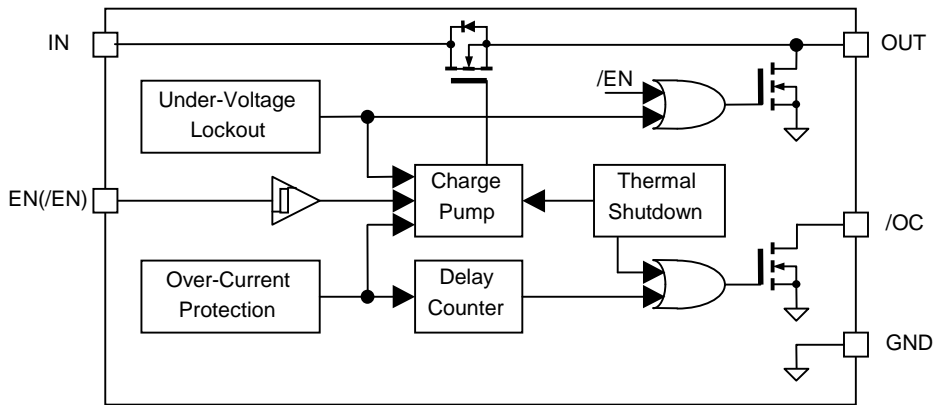 IN
OUT
/EN
Under-Voltage
Lockout
EN(/EN)
Charge
Pump
Thermal
Shutdown
/OC
Over-Current
Protection
Delay
Counter
GND